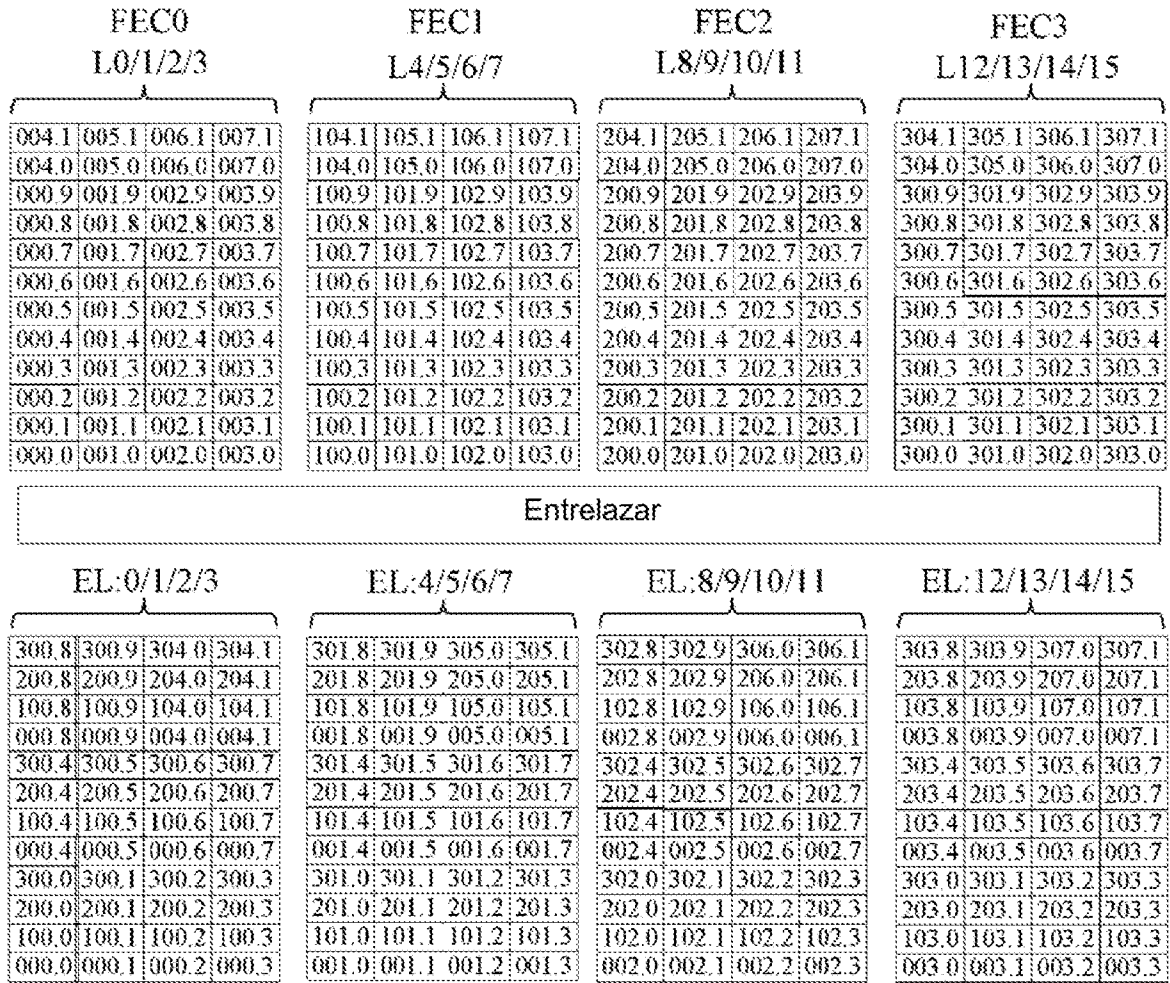 FEC0 FEC1 FEC2 FEC3
L0/1/2/3 L4/5/6/7 L8/9/10/11 L12/13/14/15
004.1 005.1 006.1 007.1 104.1 105.1 106.1 107.1 204.1 205.1 206.1 207.1 304.1 305.1 306.1 307.1
004.0 005.0 006.0 007.0 104.0 105.0 106.0 107.0 204.0 205.0 206.0 207.0 304.0 305.0 306.0 307.0
000.9 001.9 002.9 003.9 100.9 101.9 102.9 103.9 200.9 201.9 202.9 203.9 300.9 301.9 302.9 303.9
000.8 001.8 002.8 003.8 100.8 101.8 102.8 103.8 200.8 201.8 202.8 203.8 300.8 301.8 302.8 303.8
000.7 001.7 002.7 003.7 100.7 101.7 102.7 103.7 200.7 201.7 202.7 203.7 300.7 301.7 302.7 303.7
000.6 001.6 002.6 003.6 100.6 101.6 102.6 103.6 200.6 201.6 202.6 203.6 300.6 301.6 302.6 303.6
000.5 001.5 002.5 003.5 100.5 101.5 102.5 103.5 200.5 201.5 202.5 203.5 300.5 301.5 302.5 303.5
000.4 001.4 002.4 003.4 100.4 101.4 102.4 103.4 200.4 201.4 202.4 203.4 300.4 301.4 302.4 303.4
000.3 001.3 002.3 003.3 100.3 101.3 102.3 103.3 200.3 201.3 202.3 203.3 300.3 301.3 302.3 303.3
000.2 001.2 002.2 003.2 100.2 101.2 102.2 103.2 200.2 201.2 202.2 203.2 300.2 301.2 302.2 303.2
000.1 001.1 002.1 003.1 100.1 101.1 102.1 103.1 200.1 201.1 202.1 203.1 300.1 301.1 302.1 303.1
000.0 001.0 002.0 003.0 100.0 101.0 102.0 103.0 200.0 201.0 202.0 203.0 300.0 301.0 302.0 303.0
Entrelazar
EL:0/1/2/3 EL:4/5/6/7 EL:8/9/10/11 EL:12/13/14/15
300.8 300.9 304.0 304.1 301.8 301.9 305.0 305.1 302.8 302.9 306.0 306.1 303.8 303.9 307.0 307.1
200.8 200.9 204.0 204.1 201.8 201.9 205.0 205.1 202.8 202.9 206.0 206.1 203.8 203.9 207.0 207.1
100.8 100.9 104.0 104.1 101.8 101.9 105.0 105.1 102.8 102.9 106.0 106.1 103.8 103.9 107.0 107.1
000.8 000.9 004.0 004.1 001.8 001.9 005.0 005.1 002.8 002.9 006.0 006.1 003.8 003.9 007.0 007.1
300.4 300.5 300.6 300.7 301.4 301.5 301.6 301.7 302.4 302.5 302.6 302.7 303.4 303.5 303.6 303.7
200.4 200.5 200.6 200.7 201.4 201.5 201.6 201.7 202.4 202.5 202.6 202.7 203.4 203.5 203.6 203.7
100.4 100.5 100.6 100.7 101.4 101.5 101.6 101.7 102.4 102.5 102.6 102.7 103.4 103.5 103.6 103.7
000.4 000.5 000.6 000.7 001.4 001.5 001.6 001.7 002.4 002.5 002.6 002.7 003.4 003.5 003.6 003.7
300.0 300.1 300.2 300.3 301.0 301.1 301.2 301.3 302.0 302.1 302.2 302.3 303.0 303.1 303.2 303.3
200.0 200.1 200.2 200.3 201.0 201.1 201.2 201.3 202.0 202.1 202.2 202.3 203.0 203.1 203.2 203.3
100.0 100.1 100.2 100.3 101.0 101.1 101.2 101.3 102.0 102.1 102.2 102.3 103.0 103.1 103.2 103.3
000.0 000.1 000.2 000.3 001.0 001.1 001.2 001.3 002.0 002.1 002.2 002.3 003.0 003.1 003.2 003.3